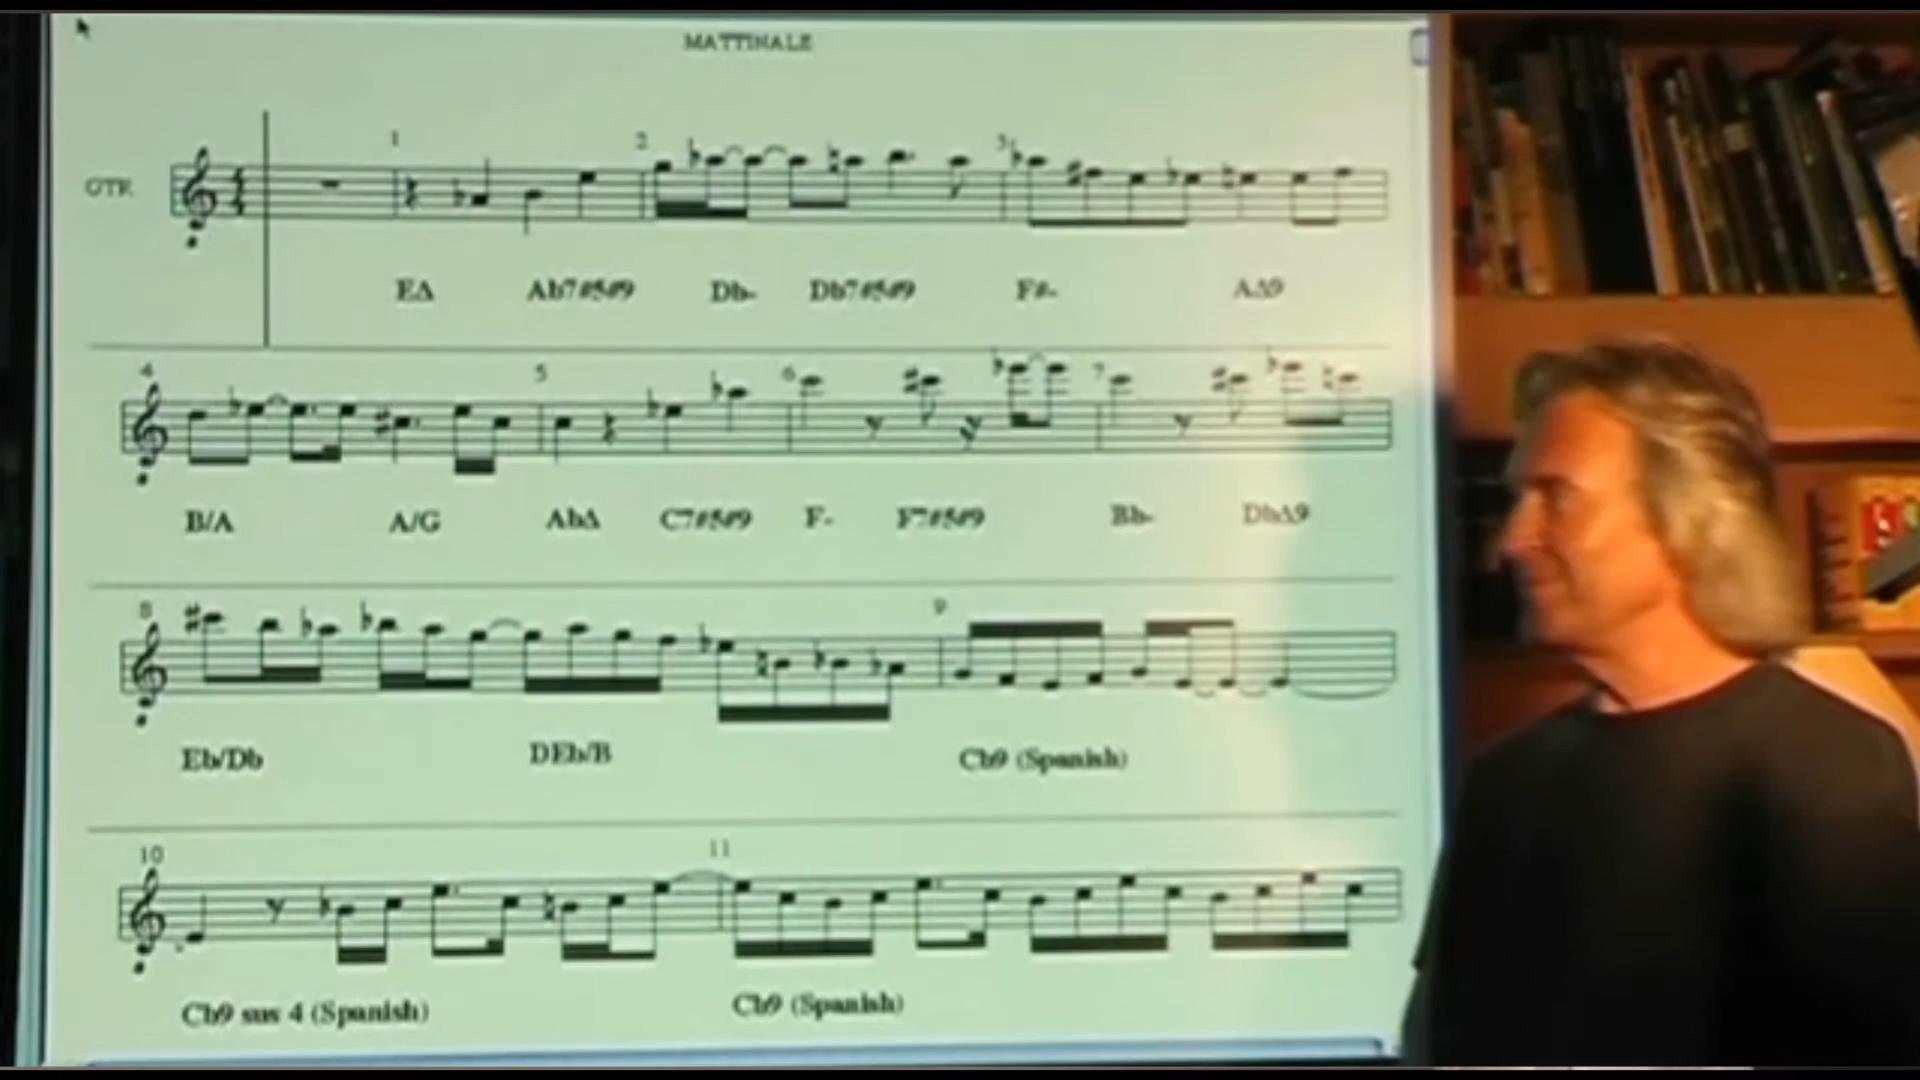 MATTINALE
1 2 3
GTR
EΔ Ab7#5#9 Db- Db7#5#9 F#- AΔ9
4 5 6 7
B/A A/G AbΔ C7#5#9 F- F7#5#9 Bb- DbΔ9
8 9
Eb/Db DEb/B Cb9 (Spanish)
10 11
Cb9 sus 4 (Spanish) Cb9 (Spanish)